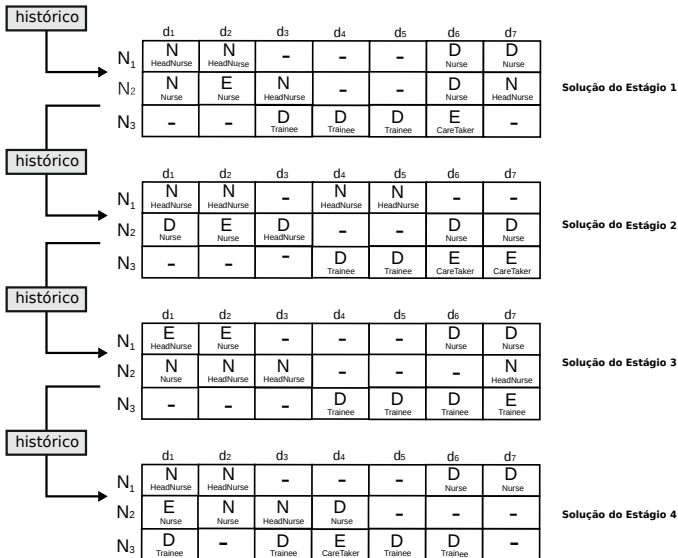 histórico
d1 d2 d3 d4 d5 d6 d7
N1 N N - - - D D
HeadNurse HeadNurse Nurse Nurse
N2 N E N - - D N
Nurse Nurse HeadNurse Nurse HeadNurse
N3 - - D D D E -
Trainee Trainee Trainee CareTaker
Solução do Estágio 1
histórico
d1 d2 d3 d4 d5 d6 d7
N1 N N - N N - -
HeadNurse HeadNurse HeadNurse HeadNurse
N2 D E D - - D D
Nurse Nurse HeadNurse Nurse Nurse
N3 - - - D D E E
Trainee Trainee CareTaker CareTaker
Solução do Estágio 2
histórico
d1 d2 d3 d4 d5 d6 d7
N1 E E - - - D D
HeadNurse Nurse Nurse Nurse
N2 N N N - - - N
Nurse HeadNurse HeadNurse HeadNurse
N3 - - - D D D E
Trainee Trainee Trainee Trainee
Solução do Estágio 3
histórico
d1 d2 d3 d4 d5 d6 d7
N1 N N - - - D D
HeadNurse HeadNurse Nurse Nurse
N2 E N N D - - -
Nurse Nurse HeadNurse Nurse
N3 D - D E D D -
Trainee Trainee CareTaker Trainee Trainee
Solução do Estágio 4